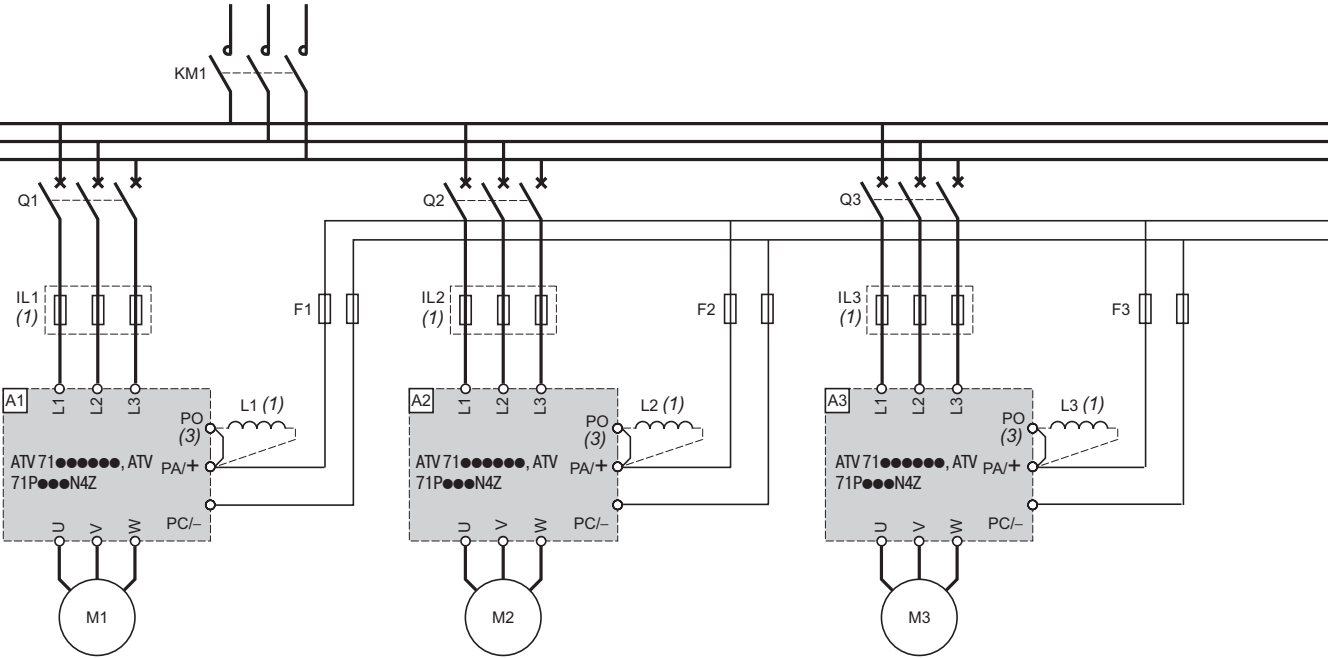 KM1
Q1
Q2
Q3
IL1
(1)
F1
IL2
(1)
F2
IL3
(1)
F3
A1
L1
L2
L3
PO
(3)
L1 (1)
ATV 71●●●●●●, ATV
71P●●●N4Z
PA/+
PC/–
U
V
W
M1
A2
L1
L2
L3
PO
(3)
L2 (1)
ATV 71●●●●●●, ATV
71P●●●N4Z
PA/+
PC/–
U
V
W
M2
A3
L1
L2
L3
PO
(3)
L3 (1)
ATV 71●●●●●●, ATV
71P●●●N4Z
PA/+
PC/–
U
V
W
M3